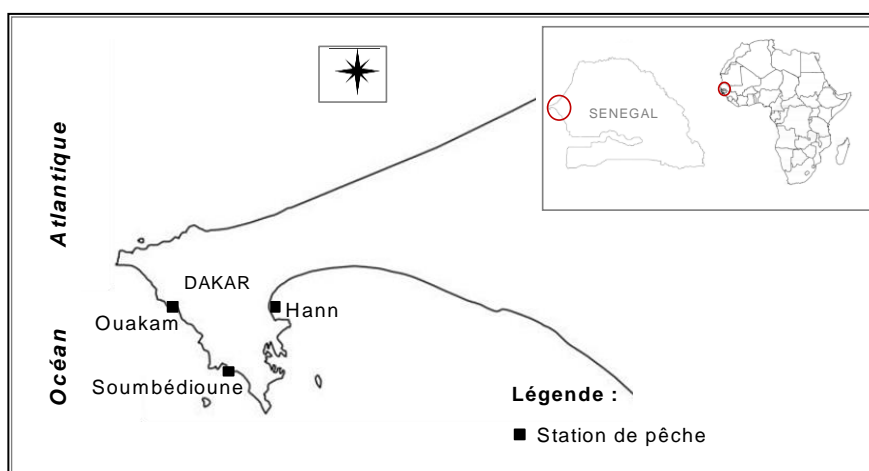 SENEGAL
Océan Atlantique
DAKAR
Ouakam
Hann
Soumbédioune
Légende :
Station de pêche